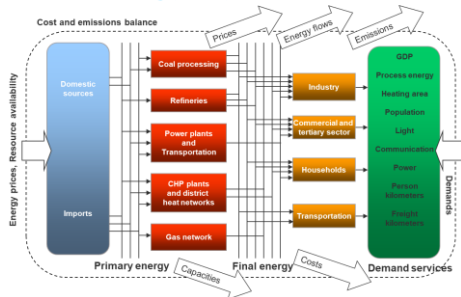 Cost and emissions balance
Prices
Energy flows
Emissions
Energy prices, Resource availability
Domestic
sources
Imports
Coal processing
Refineries
Power plants
and
Transportation
CHP plants
and district
heat networks
Gas network
Industry
Commercial and
tertiary sector
Households
Transportation
GDP
Process energy
Heating area
Population
Light
Communication
Power
Person
kilometers
Freight
kilometers
Demands
Primary energy
Capacities
Final energy
Costs
Demand services